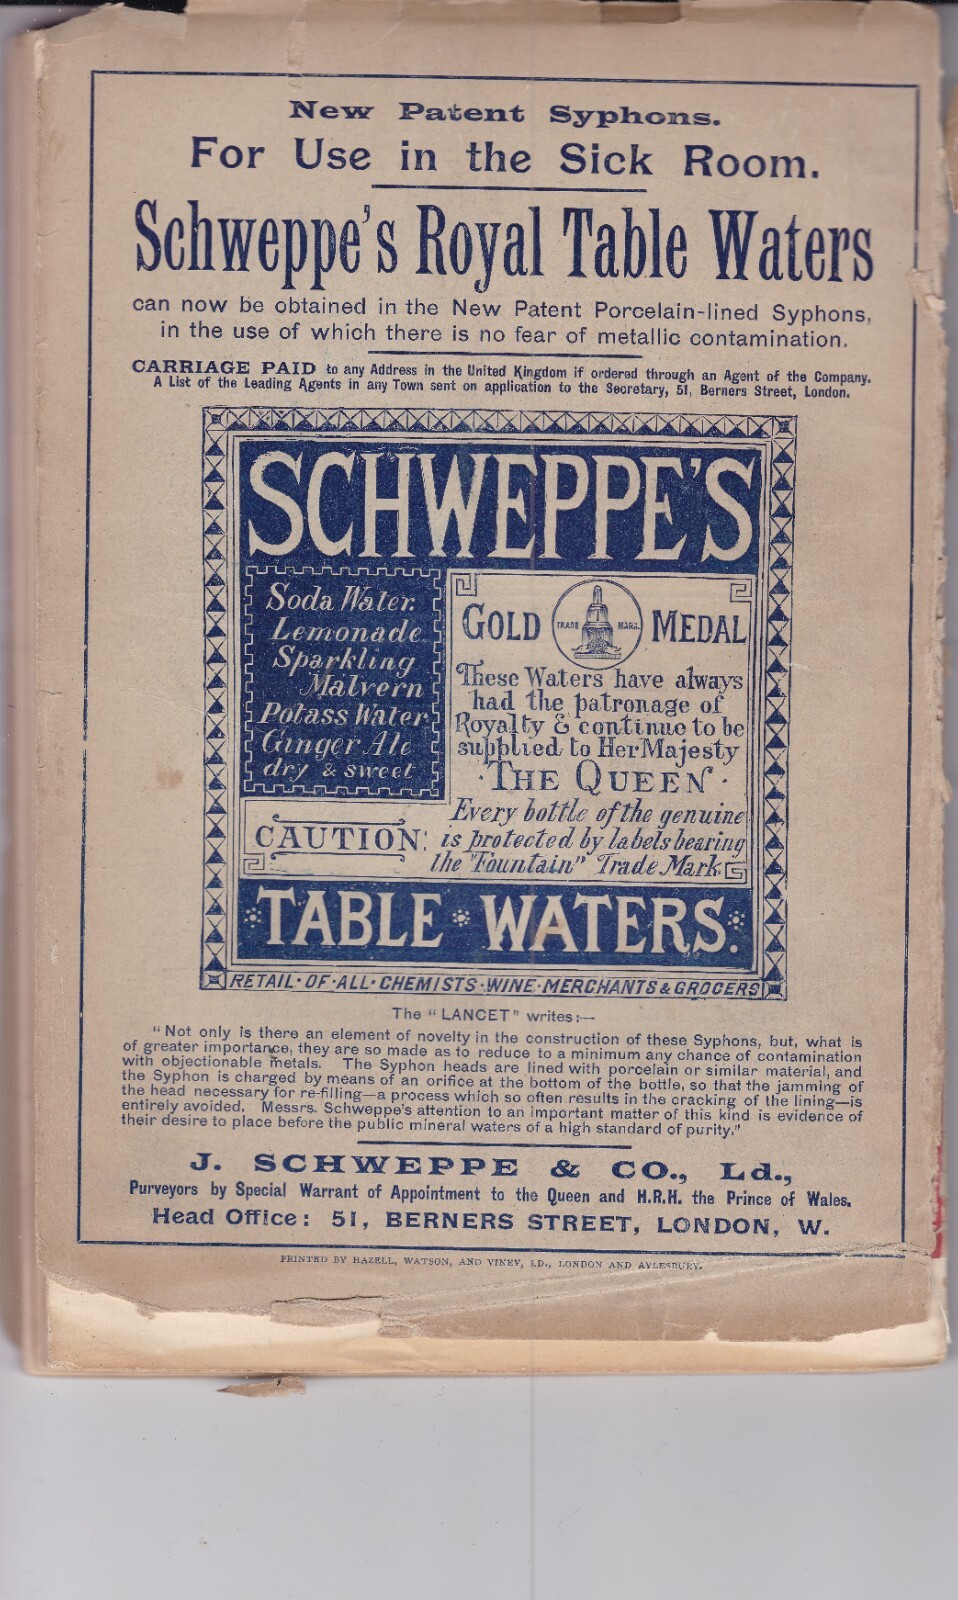 New Patent Syphons.
For Use in the Sick Room.
Schweppe's Royal Table Waters
can now be obtained in the New Patent Porcelain-lined Syphons,
in the use of which there is no fear of metallic contamination.
CARRIAGE PAID to any Address in the United Kingdom if ordered through an Agent of the Company.
A List of the Leading Agents in any Town sent on application to the Secretary, 51, Berners Street, London.
SCHWEPPE'S
Soda Water.
Lemonade
Sparkling
Malvern
Potass Water
Ginger Ale
dry & sweet
GOLD TRADE MARK MEDAL
These Waters have always
had the patronage of
Royalty & continue to be
supplied to Her Majesty
· THE QUEEN ·
CAUTION:
Every bottle of the genuine
is protected by labels bearing
the "Fountain" Trade Mark
TABLE WATERS.
RETAIL · OF · ALL · CHEMISTS · WINE · MERCHANTS & GROCERS
The "LANCET" writes:—
"Not only is there an element of novelty in the construction of these Syphons, but, what is
of greater importance, they are so made as to reduce to a minimum any chance of contamination
with objectionable metals. The Syphon heads are lined with porcelain or similar material, and
the Syphon is charged by means of an orifice at the bottom of the bottle, so that the jamming of
the head necessary for re-filling—a process which so often results in the cracking of the lining—is
entirely avoided. Messrs. Schweppe's attention to an important matter of this kind is evidence of
their desire to place before the public mineral waters of a high standard of purity."
J. SCHWEPPE & CO., Ld.,
Purveyors by Special Warrant of Appointment to the Queen and H.R.H. the Prince of Wales.
Head Office: 51, BERNERS STREET, LONDON, W.
PRINTED BY HAZELL, WATSON, AND VINEY, LD., LONDON AND AYLESBURY.